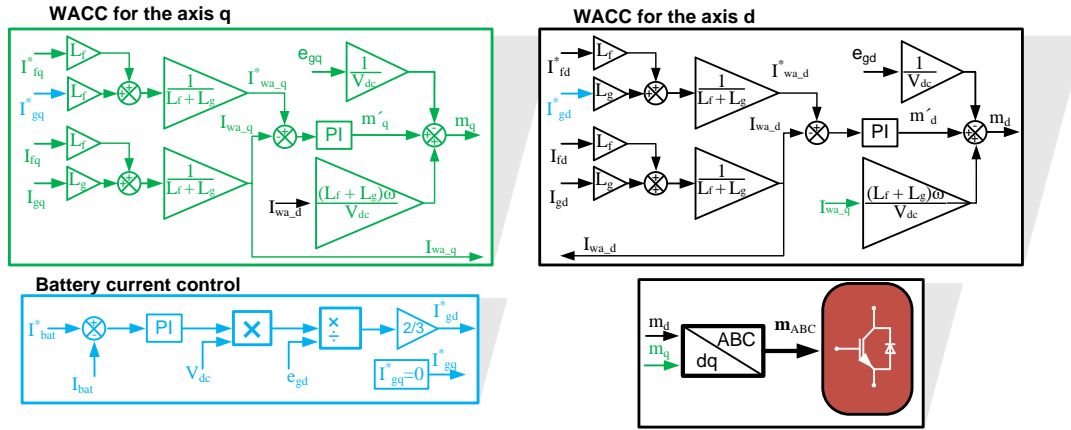 WACC for the axis q
I*fq
Lf
I*gq
Lf
1
Lf + Lg
I*wa_q
egq
1
Vdc
Iwa_q
PI
m´q
mq
Ifq
Lf
Igq
Lg
1
Lf + Lg
Iwa_d
(Lf + Lg)ω
Vdc
Iwa_q
WACC for the axis d
I*fd
Lf
I*gd
Lg
1
Lf + Lg
I*wa_d
egd
1
Vdc
Iwa_d
PI
m´d
md
Ifd
Lf
Igd
Lg
1
Lf + Lg
Iwa_q
(Lf + Lg)ω
Vdc
Iwa_d
Battery current control
I*bat
PI
×
×
÷
2/3
I*gd
Ibat
Vdc
egd
I*gq=0
I*gq
md
mq
ABC
dq
mABC